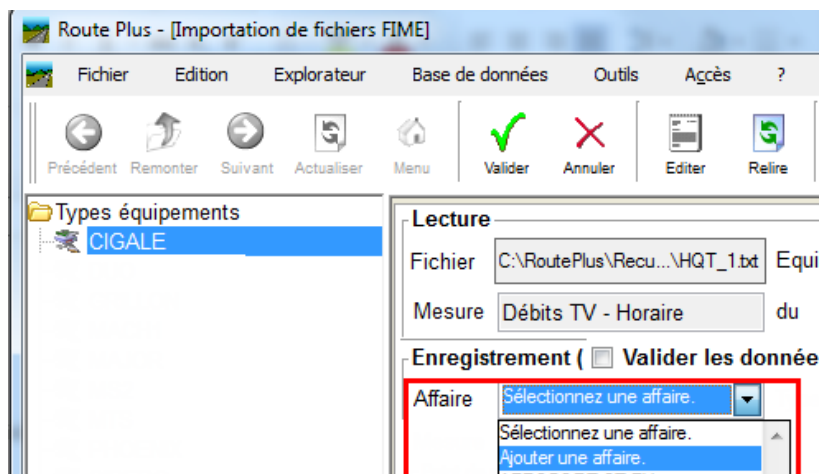 Route Plus - [Importation de fichiers FIME]
Fichier Edition Explorateur Base de données Outils Accès ?
Précédent Remonter Suivant Actualiser Menu Valider Annuler Editer Relire
Types équipements
CIGALE
Lecture
Fichier C:\RoutePlus\Recu...\HQT_1.txt Equi
Mesure Débits TV - Horaire du
Enregistrement ( Valider les donnée
Affaire Sélectionnez une affaire.
Sélectionnez une affaire.
Ajouter une affaire.